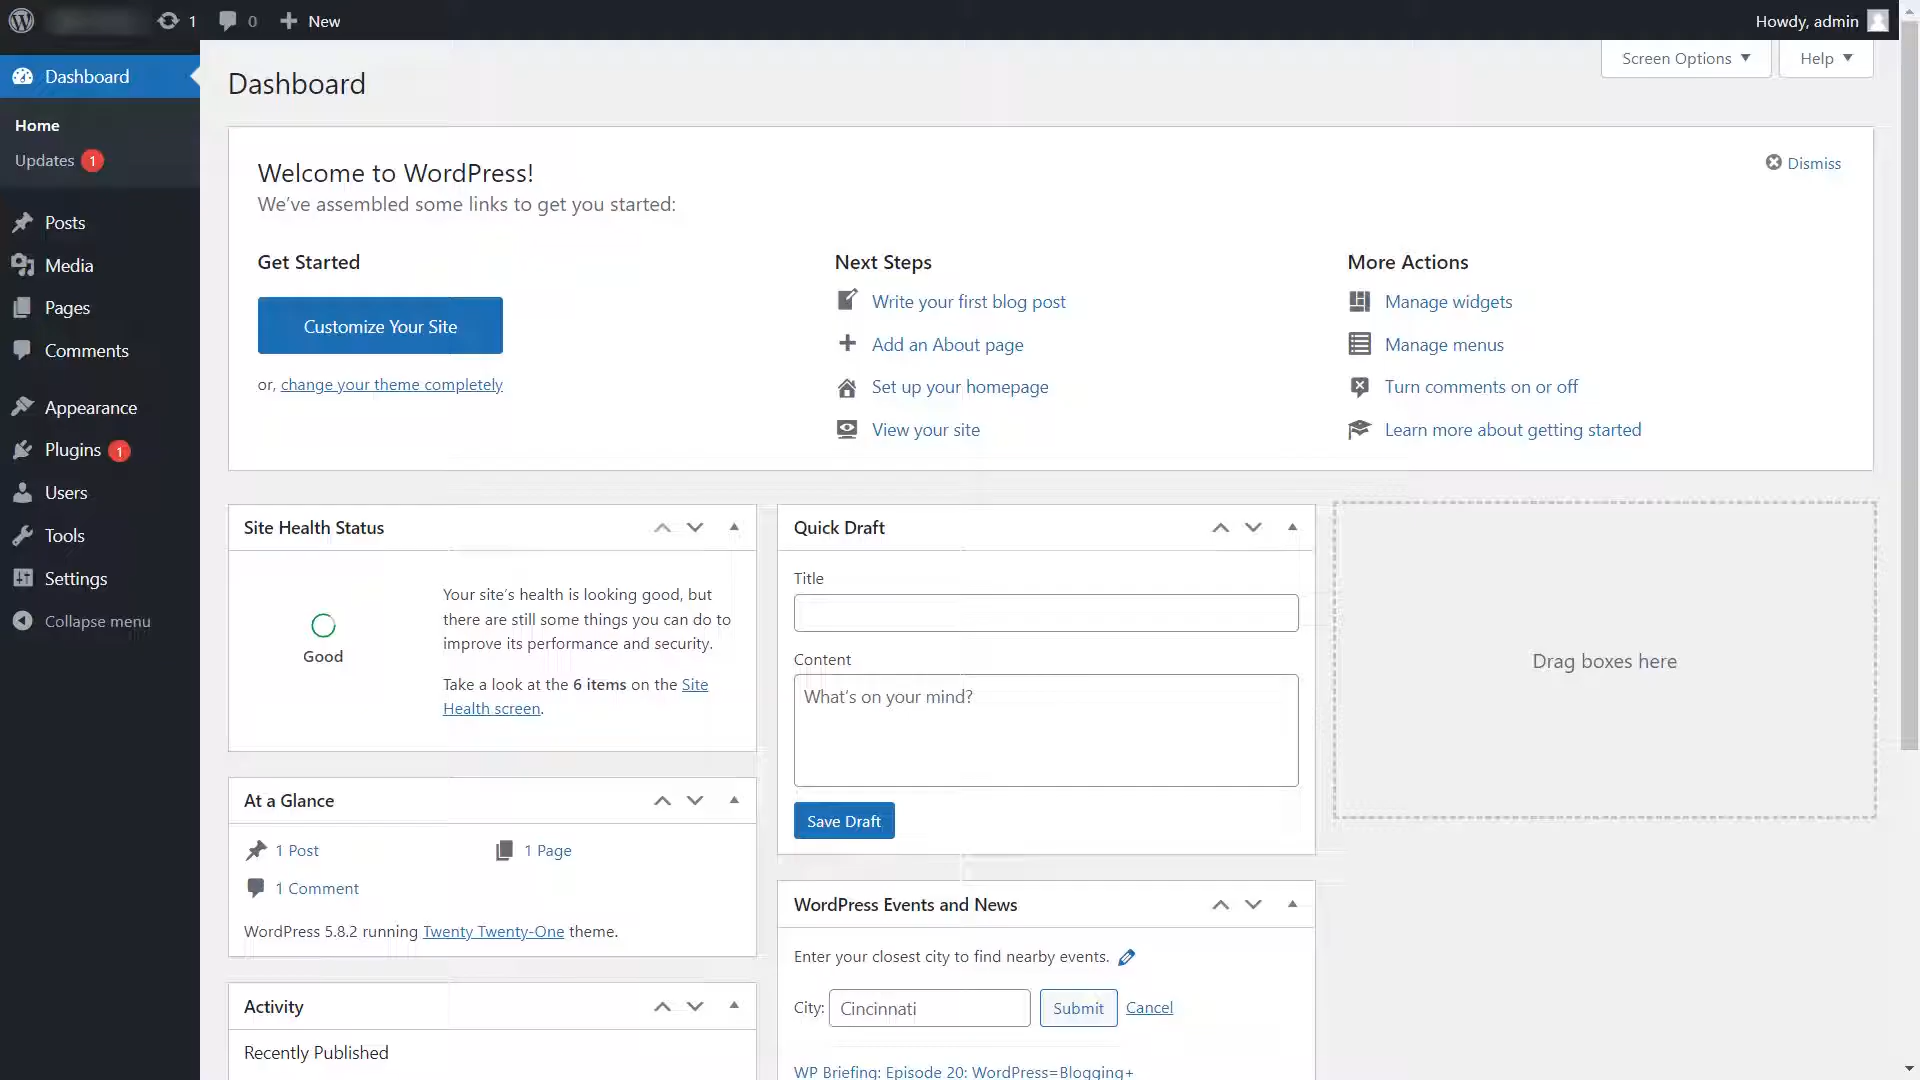 1
0
New
Howdy, admin
Dashboard
Home
Updates 1
Posts
Media
Pages
Comments
Appearance
Plugins 1
Users
Tools
Settings
Collapse menu
Screen Options
Help
Dashboard
Welcome to WordPress!
We've assembled some links to get you started:
Dismiss
Get Started
Customize Your Site
or, change your theme completely
Next Steps
Write your first blog post
Add an About page
Set up your homepage
View your site
More Actions
Manage widgets
Manage menus
Turn comments on or off
Learn more about getting started
Site Health Status
Good
Your site's health is looking good, but
there are still some things you can do to
improve its performance and security.
Take a look at the 6 items on the Site
Health screen.
At a Glance
1 Post
1 Page
1 Comment
WordPress 5.8.2 running Twenty Twenty-One theme.
Activity
Recently Published
Quick Draft
Title
Content
What's on your mind?
Save Draft
WordPress Events and News
Enter your closest city to find nearby events.
City: Cincinnati Submit Cancel
WP Briefing: Episode 20: WordPress=Blogging+
Drag boxes here